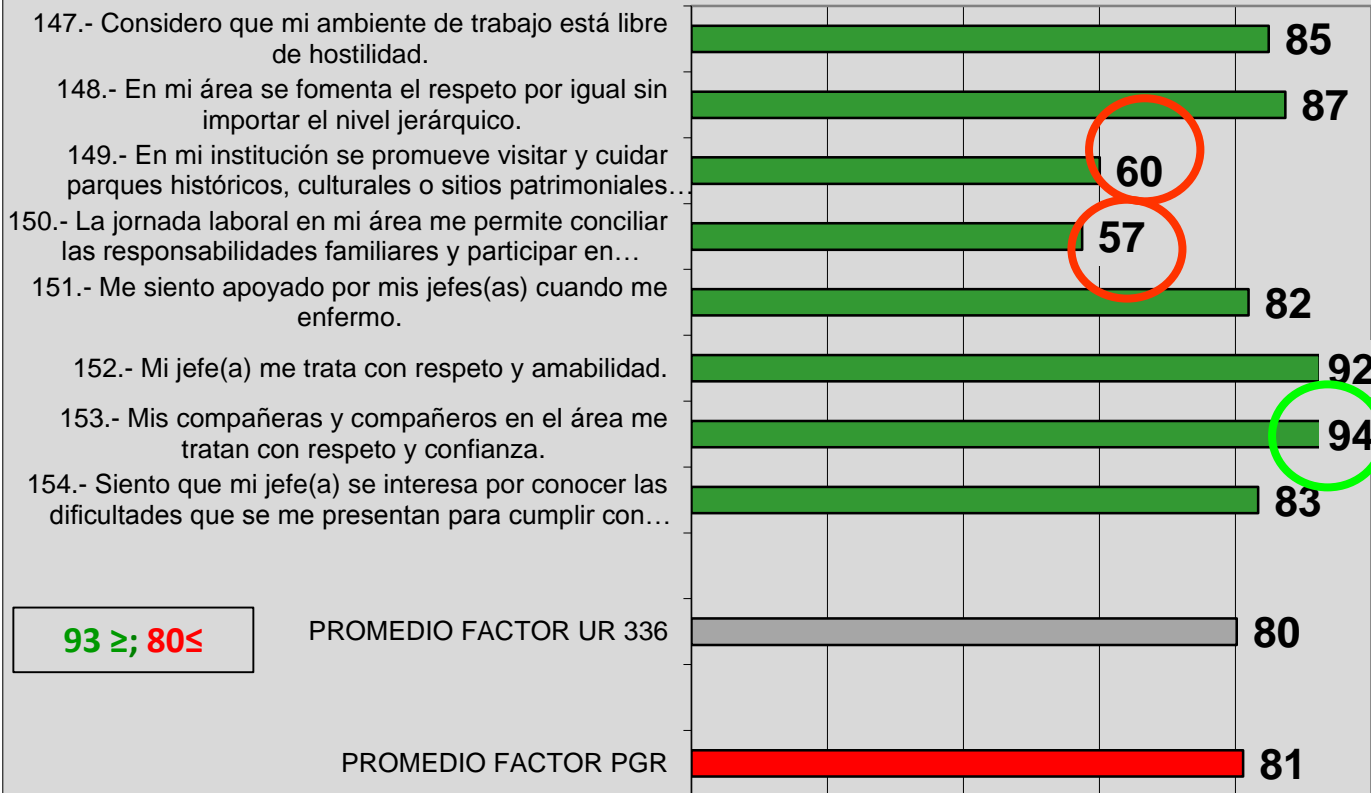 147.- Considero que mi ambiente de trabajo está libre
de hostilidad.
85
148.- En mi área se fomenta el respeto por igual sin
importar el nivel jerárquico.
87
149.- En mi institución se promueve visitar y cuidar
parques históricos, culturales o sitios patrimoniales…
60
150.- La jornada laboral en mi área me permite conciliar
las responsabilidades familiares y participar en…
57
151.- Me siento apoyado por mis jefes(as) cuando me
enfermo.
82
152.- Mi jefe(a) me trata con respeto y amabilidad.
92
153.- Mis compañeras y compañeros en el área me
tratan con respeto y confianza.
94
154.- Siento que mi jefe(a) se interesa por conocer las
dificultades que se me presentan para cumplir con…
83
93 ≥; 80≤
PROMEDIO FACTOR UR 336
80
PROMEDIO FACTOR PGR
81